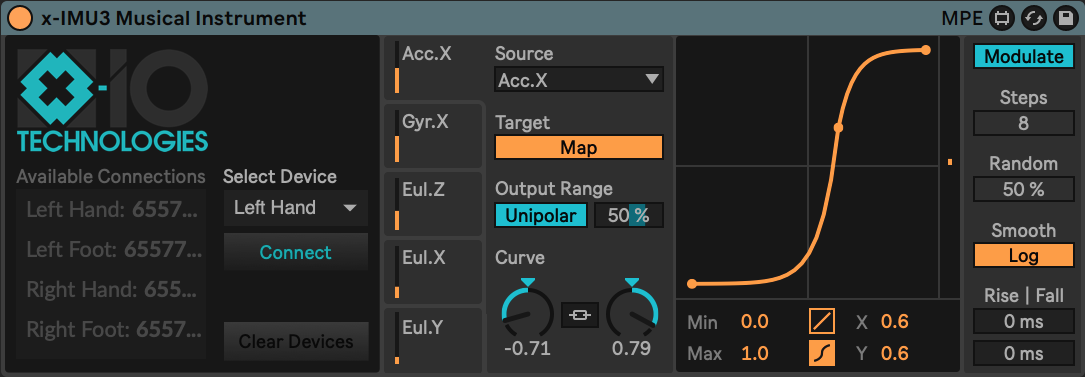 x-IMU3 Musical Instrument
MPE
X-IO
TECHNOLOGIES
Available Connections
Left Hand: 6557...
Left Foot: 65577...
Right Hand: 655...
Right Foot: 6557...
Select Device
Left Hand
Connect
Clear Devices
Acc.X
Gyr.X
Eul.Z
Eul.X
Eul.Y
Source
Acc.X
Target
Map
Output Range
Unipolar
50 %
Curve
-0.71
0.79
Min 0.0 X 0.6
Max 1.0 Y 0.6
Modulate
Steps
8
Random
50 %
Smooth
Log
Rise | Fall
0 ms
0 ms